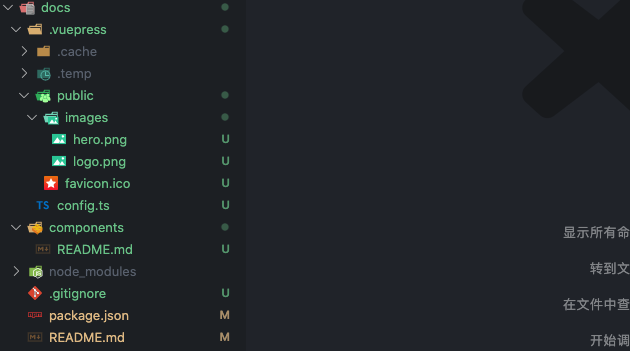 docs
.vuepress
.cache
.temp
public
images
hero.png U
logo.png U
favicon.ico U
TS config.ts U
components
README.md U
node_modules
.gitignore U
package.json M
README.md M
显示所有命
转到文
在文件中查
开始调